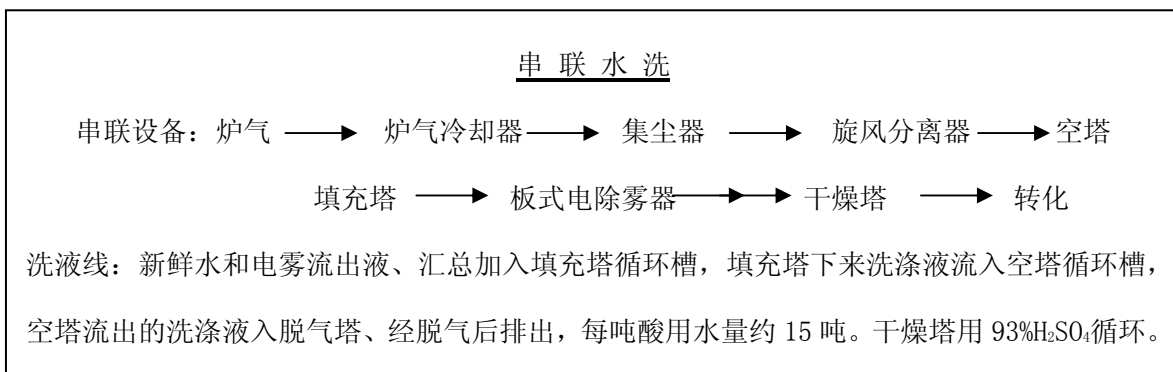 串 联 水 洗
串联设备：炉气 → 炉气冷却器 → 集尘器 → 旋风分离器 → 空塔
填充塔 → 板式电除雾器 → → 干燥塔 → 转化
洗液线：新鲜水和电雾流出液、汇总加入填充塔循环槽，填充塔下来洗涤液流入空塔循环槽，
空塔流出的洗涤液入脱气塔、经脱气后排出，每吨酸用水量约 15 吨。干燥塔用 93%H₂SO₄循环。